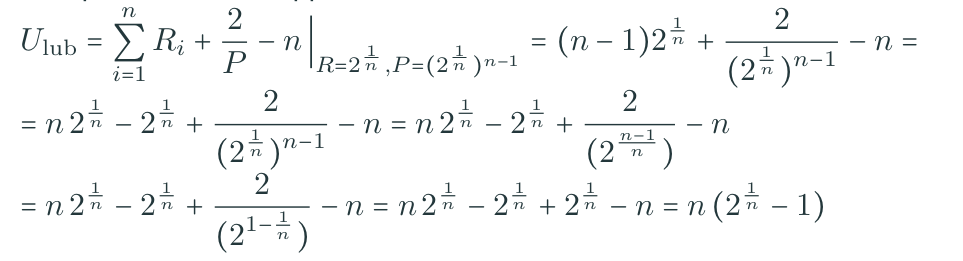 U_lub = \sum_{i=1}^{n} R_i + \frac{2}{P} - n \Big|_{R=2^{\frac{1}{n}}, P=(2^{\frac{1}{n}})^{n-1}} = (n-1)2^{\frac{1}{n}} + \frac{2}{(2^{\frac{1}{n}})^{n-1}} - n =
= n 2^{\frac{1}{n}} - 2^{\frac{1}{n}} + \frac{2}{(2^{\frac{1}{n}})^{n-1}} - n = n 2^{\frac{1}{n}} - 2^{\frac{1}{n}} + \frac{2}{(2^{\frac{n-1}{n}})} - n
= n 2^{\frac{1}{n}} - 2^{\frac{1}{n}} + \frac{2}{(2^{1-\frac{1}{n}})} - n = n 2^{\frac{1}{n}} - 2^{\frac{1}{n}} + 2^{\frac{1}{n}} - n = n (2^{\frac{1}{n}} - 1)